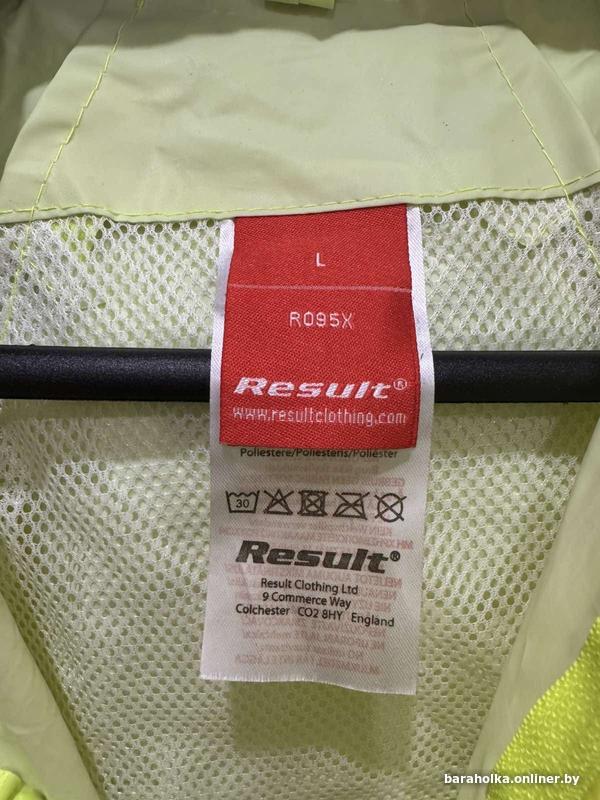 L
R095X
Result®
www.resultclothing.com
Poliestere/Poliestens/Poliester
30
Result®
Result Clothing Ltd
9 Commerce Way
Colchester CO2 8HY England
baraholka.onliner.by